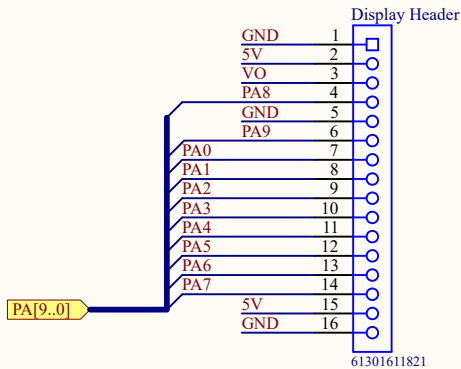 Display Header
GND 1
5V 2
VO 3
PA8 4
GND 5
PA9 6
PA0 7
PA1 8
PA2 9
PA3 10
PA4 11
PA5 12
PA6 13
PA7 14
PA[9..0]
5V 15
GND 16
61301611821